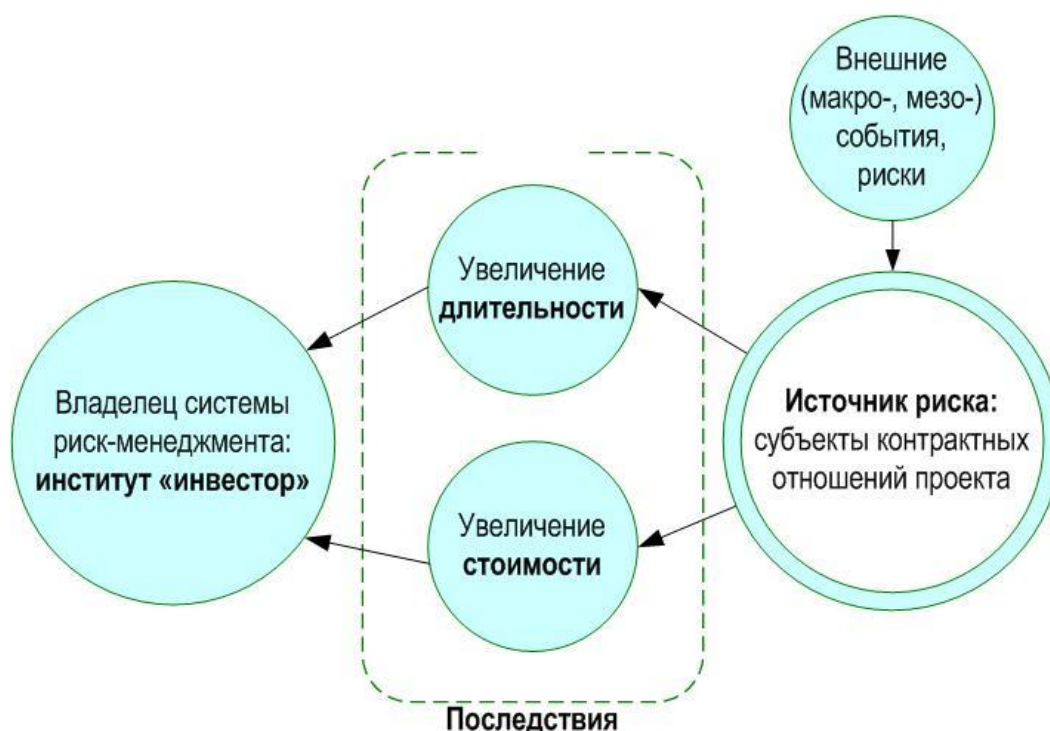 Внешние
(макро-, мезо-)
события,
риски
Увеличение
длительности
Владелец системы
риск-менеджмента:
институт «инвестор»
Источник риска:
субъекты контрактных
отношений проекта
Увеличение
стоимости
Последствия